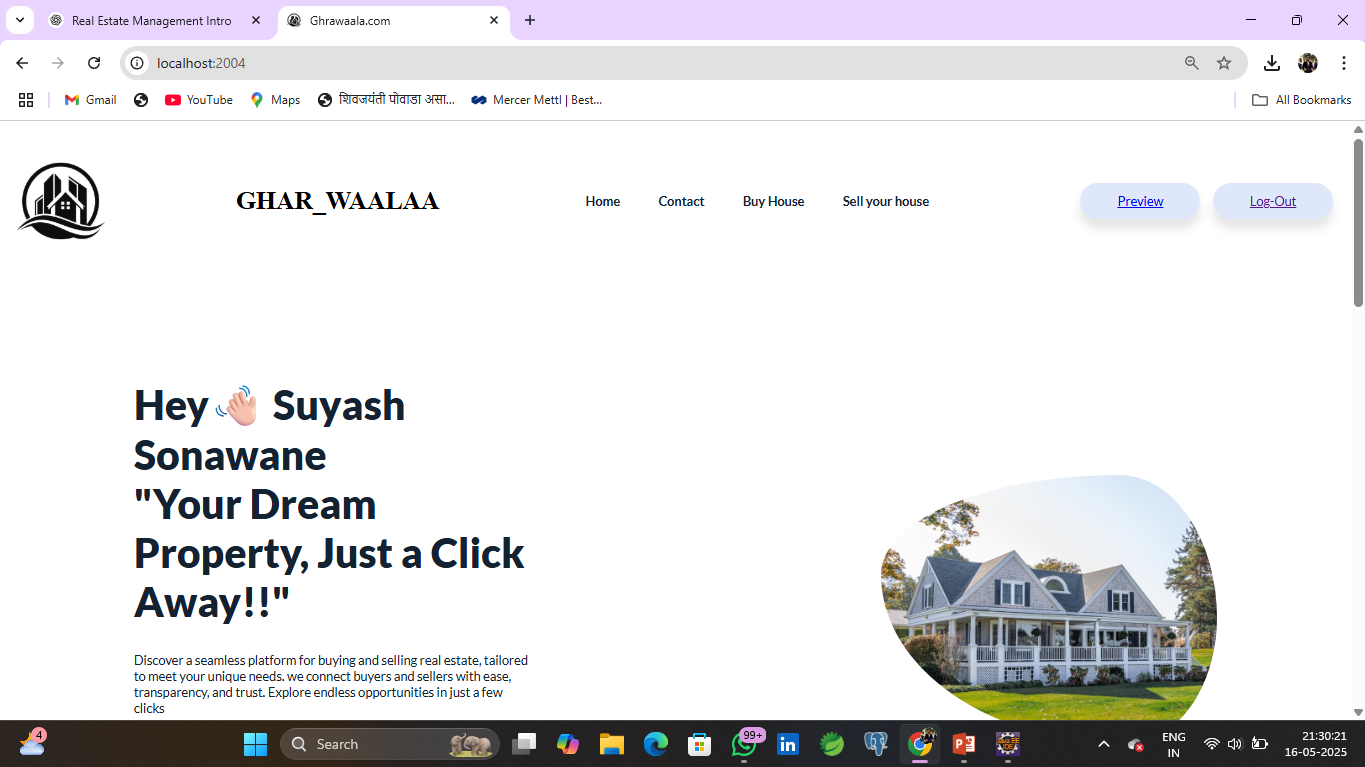 Real Estate Management Intro
Ghrawaala.com
localhost:2004
Gmail
YouTube
Maps
शिवजयंती पोवाडा असा...
Mercer Mettl | Best...
All Bookmarks
GHAR_WAALAA
Home
Contact
Buy House
Sell your house
Preview
Log-Out
Hey👋🏻 Suyash
Sonawane
"Your Dream
Property, Just a Click
Away!!"
Discover a seamless platform for buying and selling real estate, tailored
to meet your unique needs. we connect buyers and sellers with ease,
transparency, and trust. Explore endless opportunities in just a few
clicks
4
Search
99+
ENG
IN
21:30:21
16-05-2025